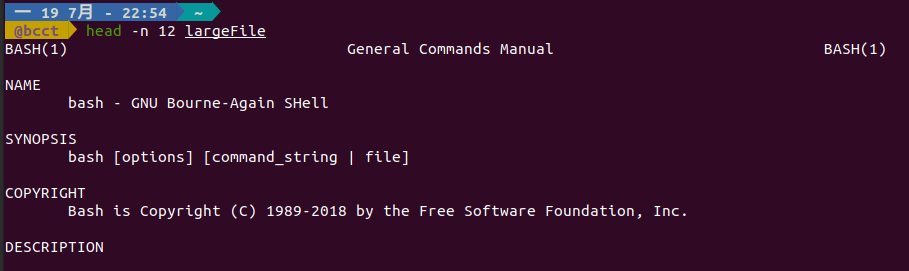 一 19 7月 - 22:54 ~
@bcct head -n 12 largeFile
BASH(1) General Commands Manual BASH(1)
NAME
bash - GNU Bourne-Again SHell
SYNOPSIS
bash [options] [command_string | file]
COPYRIGHT
Bash is Copyright (C) 1989-2018 by the Free Software Foundation, Inc.
DESCRIPTION